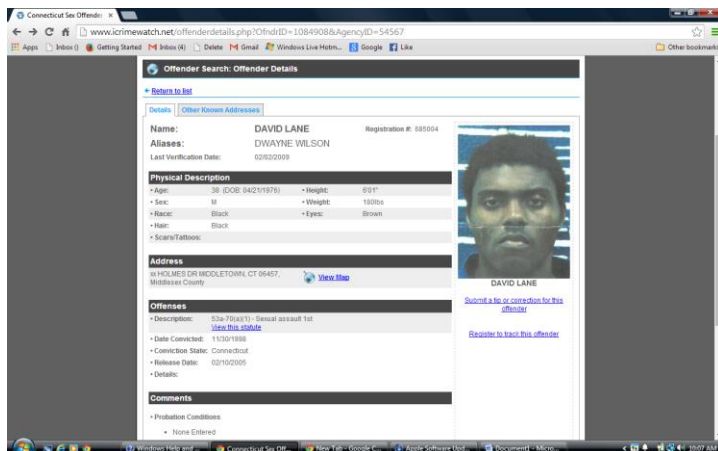 Connecticut Sex Offender
www.icrimewatch.net/offenderdetails.php?OfndrID=1084908&AgencyID=54567
Apps Inbox () Getting Started Inbox (4) Delete Gmail Windows Live Hotm... Google Like Other bookmarks
Offender Search: Offender Details
Return to list
Details Other Known Addresses
Name: DAVID LANE Registration #: 885004
Aliases: DWAYNE WILSON
Last Verification Date: 02/02/2009
Physical Description
• Age: 38 (DOB: 04/21/1976) • Height: 6'01"
• Sex: M • Weight: 180lbs
• Race: Black • Eyes: Brown
• Hair: Black
• Scars/Tattoos:
DAVID LANE
Submit a tip or correction for this
offender
Register to track this offender
Address
xx HOLMES DR MIDDLETOWN, CT 06457,
Middlesex County
View Map
Offenses
• Description: 53a-70(a)(1) - Sexual assault 1st
View this statute
• Date Convicted: 11/30/1998
• Conviction State: Connecticut
• Release Date: 02/10/2005
• Details:
Comments
• Probation Conditions
• None Entered
Windows Help and ... Connecticut Sex Off... New Tab - Google C... Apple Software Upd... Document1 - Micro... 10:07 AM